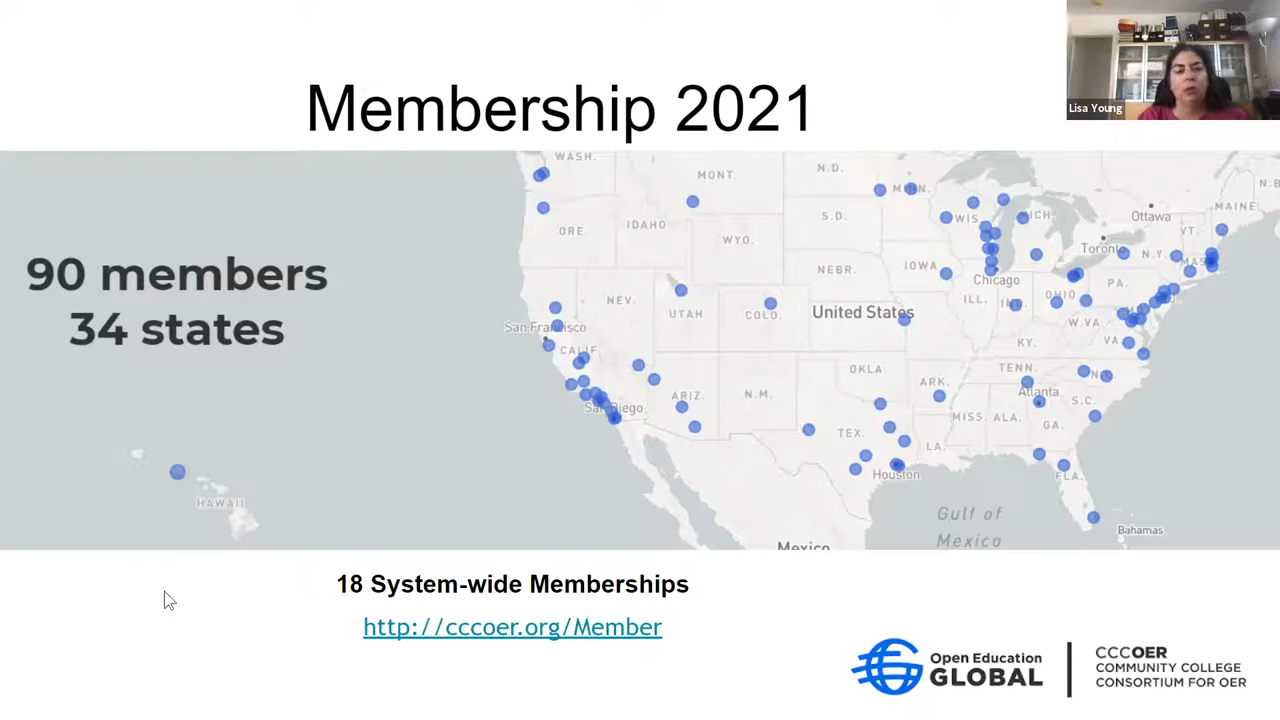 Membership 2021
Lisa Young
90 members
34 states
WASH.
MONT.
N.D.
MINN.
ORE.
IDAHO
S.D.
WIS.
MICH.
Ottawa
VT.
MAINE
N.B.
WYO.
Toronto
N.Y.
MASS.
NEBR.
IOWA
Chicago
PA.
NEV.
UTAH
COLO.
United States
ILL.
IND.
OHIO
San Francisco
CALIF.
W.VA.
VA.
KY.
OKLA.
TENN.
N.C.
San Diego
ARIZ.
N.M.
ARK.
Atlanta
S.C.
MISS.
ALA.
GA.
TEX.
LA.
Houston
FLA.
HAWAII
Gulf of
Mexico
Bahamas
Mexico
18 System-wide Memberships
http://cccoer.org/Member
Open Education
GLOBAL
CCCOER
COMMUNITY COLLEGE
CONSORTIUM FOR OER